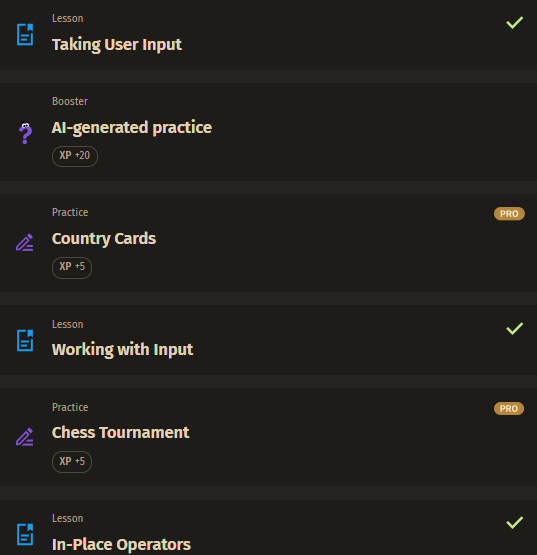 Lesson
Taking User Input
Booster
AI-generated practice
XP +20
Practice
PRO
Country Cards
XP +5
Lesson
Working with Input
Practice
PRO
Chess Tournament
XP +5
Lesson
In-Place Operators